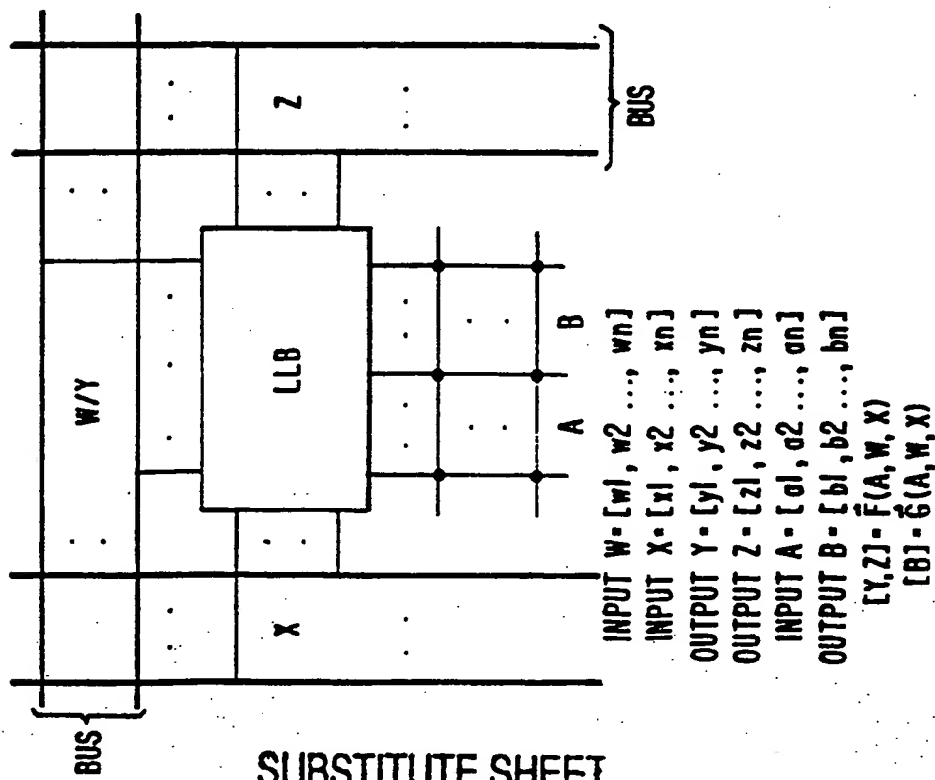 BUS
W/Y
X
LLB
Z
A
B
BUS
INPUT W=[w1, w2 ..., wn]
INPUT X=[x1, x2 ..., xn]
OUTPUT Y=[y1, y2 ..., yn]
OUTPUT Z=[z1, z2 ..., zn]
INPUT A=[a1, a2 ..., an]
OUTPUT B=[b1, b2 ..., bn]
[Y,Z]=F⃗(A,W,X)
[B]=G⃗(A,W,X)
SUBSTITUTE SHEET